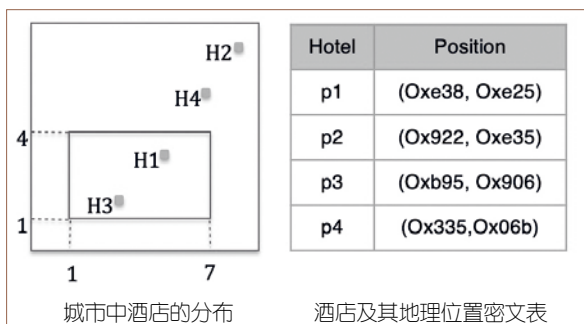 H2
H4
4
H1
H3
1
1 7
城市中酒店的分布
Hotel Position
p1 (Oxe38, Oxe25)
p2 (Ox922, Oxe35)
p3 (Oxb95, Ox906)
p4 (Ox335,Ox06b)
酒店及其地理位置密文表